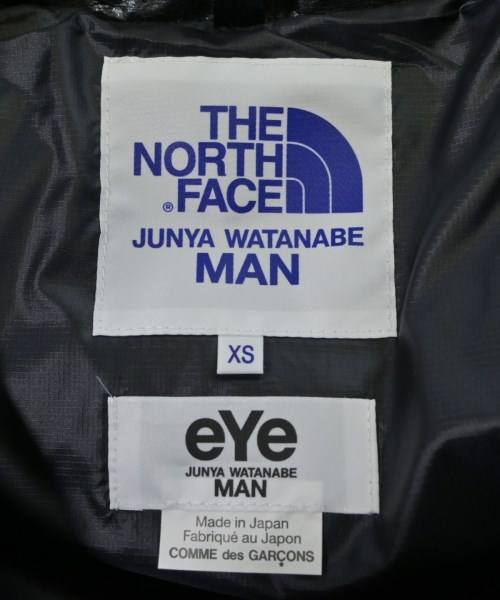 THE
NORTH
® FACE
JUNYA WATANABE
MAN
XS
eYe
JUNYA WATANABE
MAN
Made in Japan
Fabriqué au Japon
COMME des GARÇONS